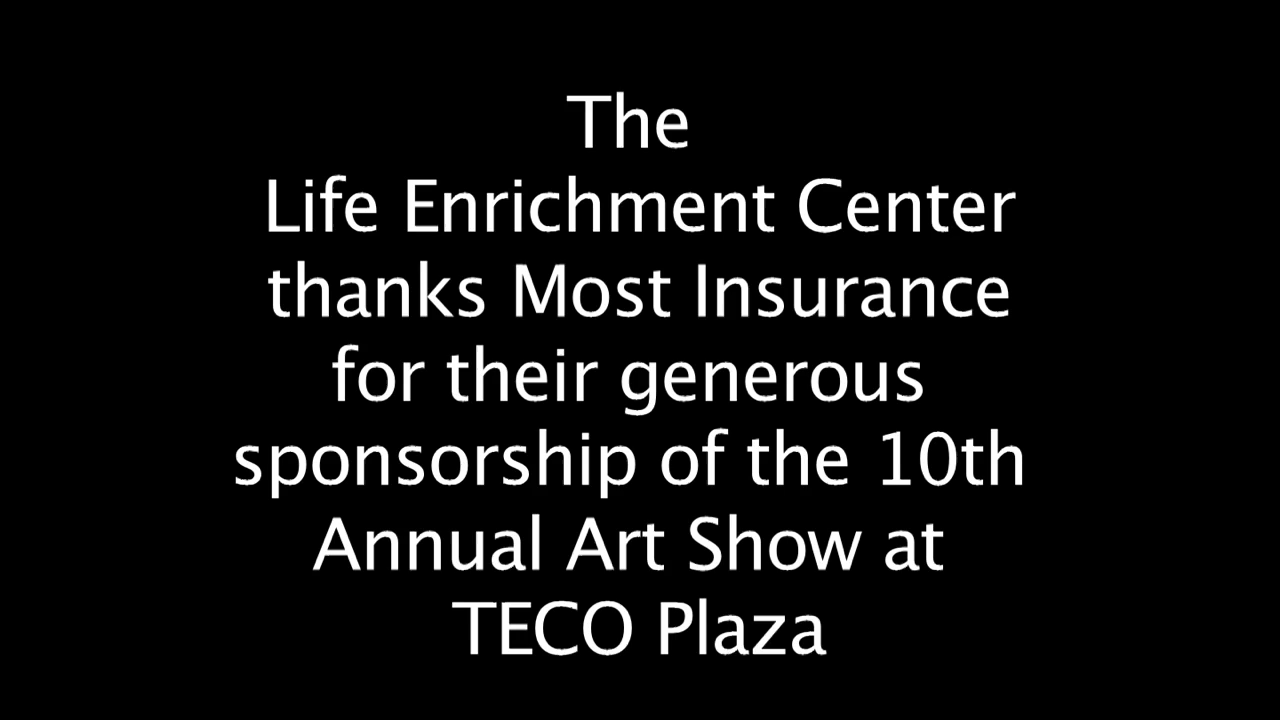 The
Life Enrichment Center
thanks Most Insurance
for their generous
sponsorship of the 10th
Annual Art Show at
TECO Plaza